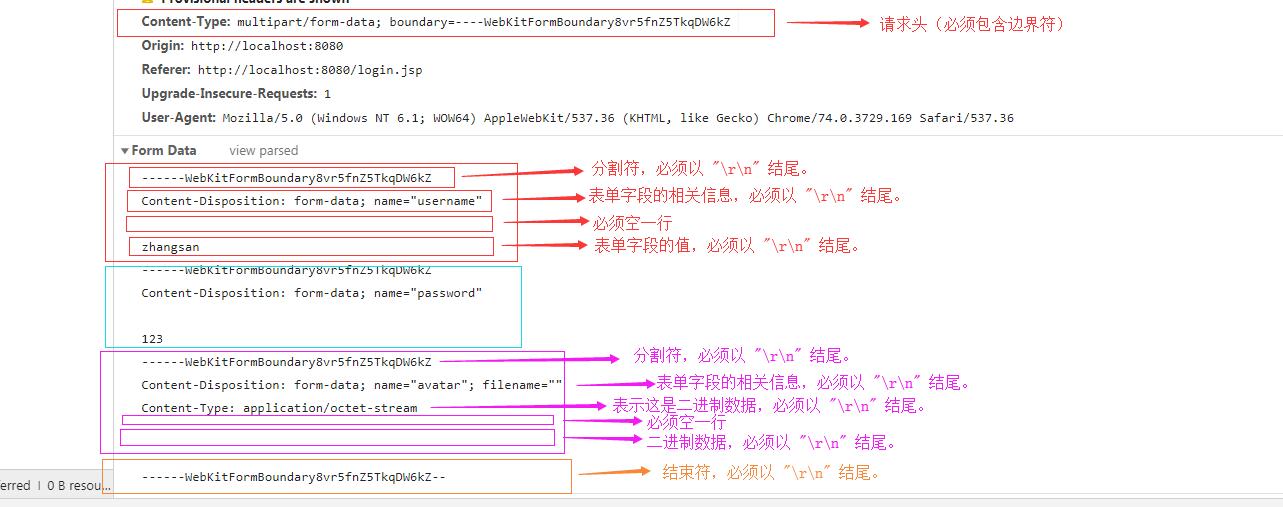 Provisional headers are shown
Content-Type: multipart/form-data; boundary=----WebKitFormBoundary8vr5fnZ5TkqDW6kZ
请求头（必须包含边界符）
Origin: http://localhost:8080
Referer: http://localhost:8080/login.jsp
Upgrade-Insecure-Requests: 1
User-Agent: Mozilla/5.0 (Windows NT 6.1; WOW64) AppleWebKit/537.36 (KHTML, like Gecko) Chrome/74.0.3729.169 Safari/537.36
Form Data view parsed
------WebKitFormBoundary8vr5fnZ5TkqDW6kZ
分割符，必须以 "\r\n" 结尾。
Content-Disposition: form-data; name="username"
表单字段的相关信息，必须以 "\r\n" 结尾。
必须空一行
zhangsan
表单字段的值，必须以 "\r\n" 结尾。
------WebKitFormBoundary8vr5fnZ5TkqDW6kZ
Content-Disposition: form-data; name="password"
123
------WebKitFormBoundary8vr5fnZ5TkqDW6kZ
分割符，必须以 "\r\n" 结尾。
Content-Disposition: form-data; name="avatar"; filename=""
表单字段的相关信息，必须以 "\r\n" 结尾。
Content-Type: application/octet-stream
表示这是二进制数据，必须以 "\r\n" 结尾。
必须空一行
二进制数据，必须以 "\r\n" 结尾。
------WebKitFormBoundary8vr5fnZ5TkqDW6kZ--
结束符，必须以 "\r\n" 结尾。
erred | 0 B resou...